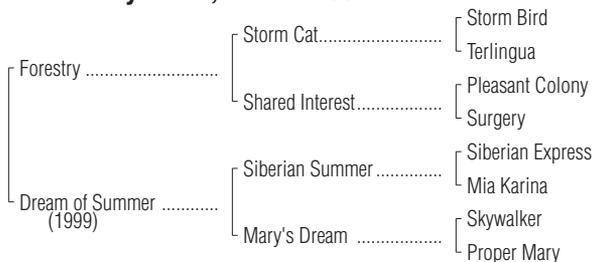 Storm Bird
Storm Cat..............................
Terlingua
Forestry ................................
Pleasant Colony
Shared Interest.....................
Surgery
Siberian Express
Siberian Summer................
Mia Karina
Dream of Summer ..............
(1999)
Skywalker
Mary's Dream .....................
Proper Mary